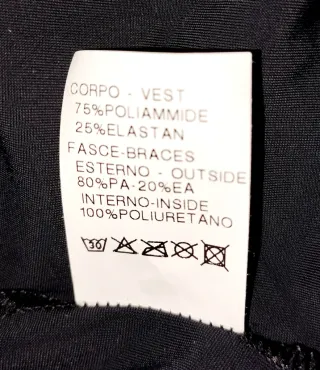 CORPO - VEST
75%POLIAMMIDE
25%ELASTAN
FASCE-BRACES
ESTERNO - OUTSIDE
80%PA-20%EA
INTERNO-INSIDE
100%POLIURETANO
30